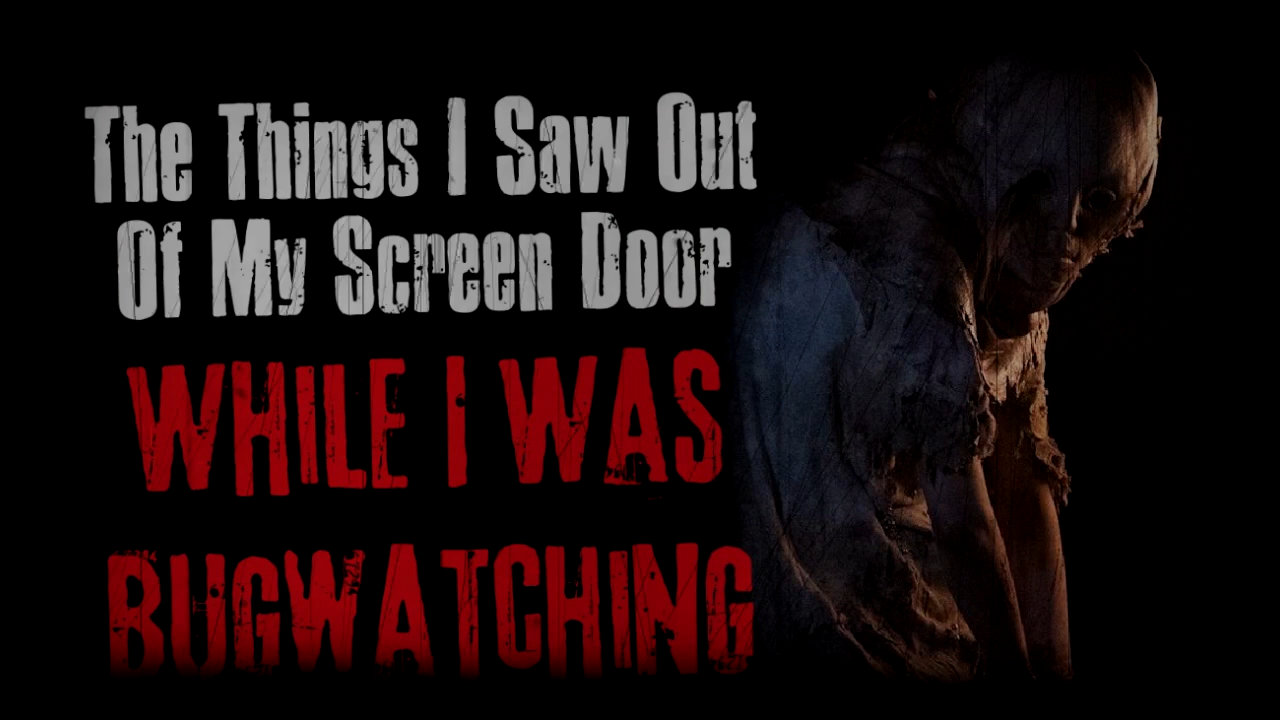 The Things I Saw Out
Of My Screen Door
WHILE I WAS
BUGWATCHING